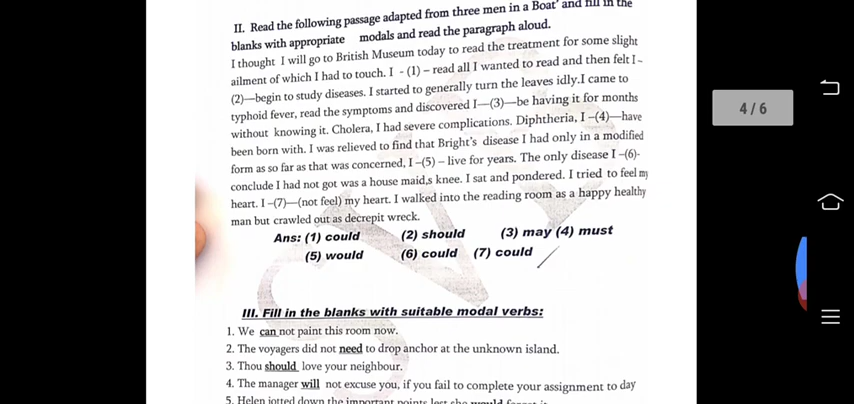 II. Read the following passage adapted from three men in a Boat' and fill in the
blanks with appropriate modals and read the paragraph aloud.
I thought I will go to British Museum today to read the treatment for some slight
ailment of which I had to touch. I - (1) – read all I wanted to read and then felt I –
(2)—begin to study diseases. I started to generally turn the leaves idly.I came to
typhoid fever, read the symptoms and discovered I—(3)—be having it for months
without knowing it. Cholera, I had severe complications. Diphtheria, I –(4)—have
been born with. I was relieved to find that Bright's disease I had only in a modified
form as so far as that was concerned, I –(5) – live for years. The only disease I –(6)-
conclude I had not got was a house maid,s knee. I sat and pondered. I tried to feel my
heart. I –(7)—(not feel) my heart. I walked into the reading room as a happy healthy
man but crawled out as decrepit wreck.
Ans: (1) could (2) should (3) may (4) must
(5) would (6) could (7) could
III. Fill in the blanks with suitable modal verbs:
1. We can not paint this room now.
2. The voyagers did not need to drop anchor at the unknown island.
3. Thou should love your neighbour.
4. The manager will not excuse you, if you fail to complete your assignment to day
5. Helen jotted down the important points lest she would forget it
4 / 6